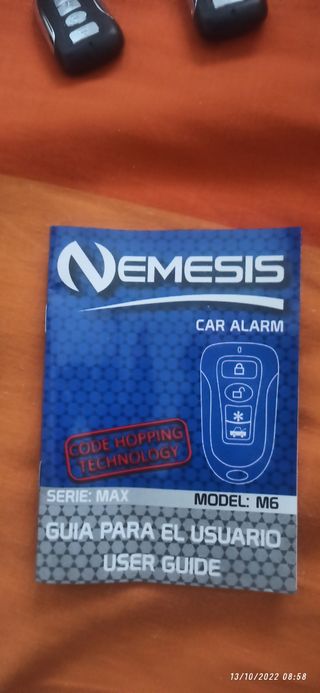 NEMESIS
CAR ALARM
CODE HOPPING
TECHNOLOGY
SERIE: MAX
MODEL: M6
GUIA PARA EL USUARIO
USER GUIDE
13/10/2022 08:58